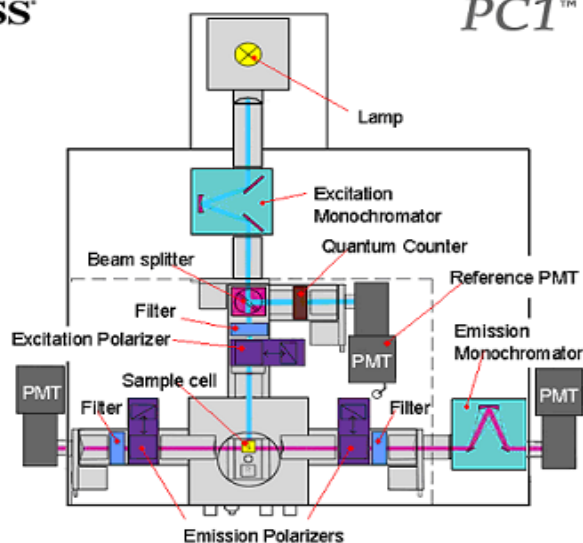 PC1™
Lamp
Excitation
Monochromator
Quantum Counter
Beam splitter
Reference PMT
Filter
Excitation Polarizer
Emission
Monochromator
PMT
Sample cell
PMT
PMT
Filter
Filter
Emission Polarizers